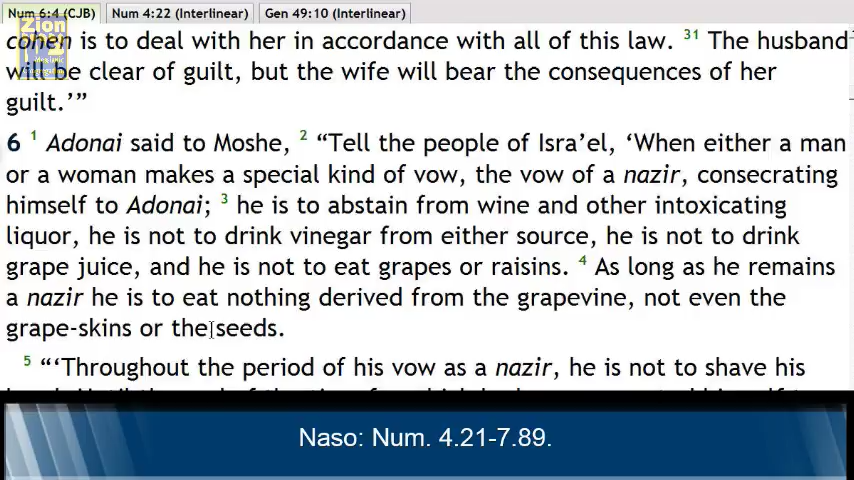 Num 6:4 (CJB) Num 4:22 (Interlinear) Gen 49:10 (Interlinear)
Zion
cohen is to deal with her in accordance with all of this law. 31 The husband
will be clear of guilt, but the wife will bear the consequences of her
guilt.’”
6 1 Adonai said to Moshe, 2 “Tell the people of Isra’el, ‘When either a man
or a woman makes a special kind of vow, the vow of a nazir, consecrating
himself to Adonai; 3 he is to abstain from wine and other intoxicating
liquor, he is not to drink vinegar from either source, he is not to drink
grape juice, and he is not to eat grapes or raisins. 4 As long as he remains
a nazir he is to eat nothing derived from the grapevine, not even the
grape-skins or the seeds.
5 “‘Throughout the period of his vow as a nazir, he is not to shave his
Naso: Num. 4.21-7.89.